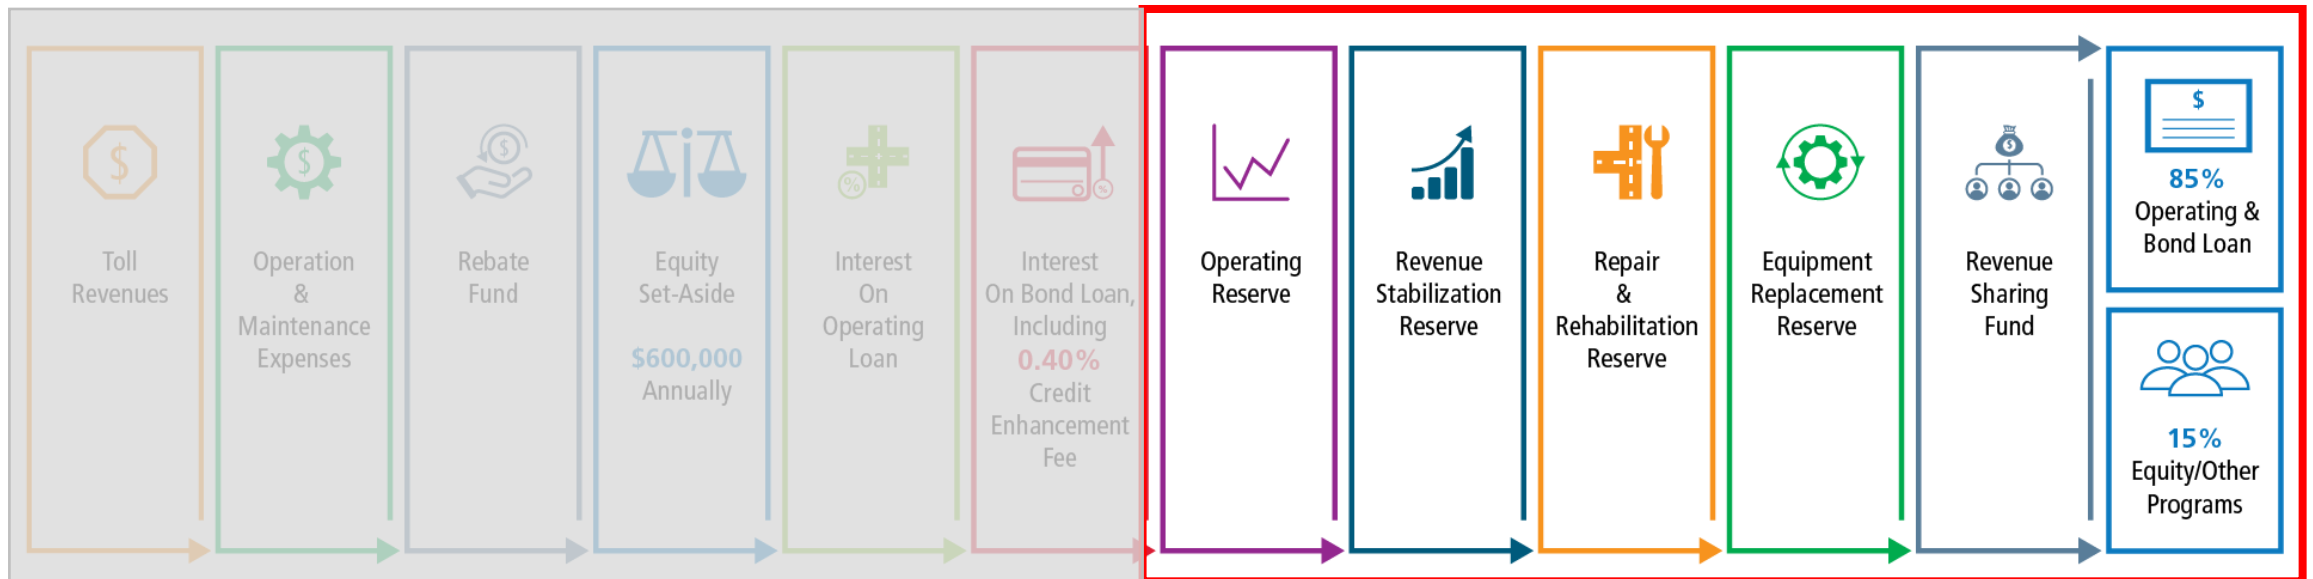 $
Toll
Revenues
$
Operation
&
Maintenance
Expenses
$
Rebate
Fund
Equity
Set-Aside
$600,000
Annually
%
Interest
On
Operating
Loan
%
Interest
On Bond Loan,
Including
0.40%
Credit
Enhancement
Fee
Operating
Reserve
Revenue
Stabilization
Reserve
Repair
&
Rehabilitation
Reserve
Equipment
Replacement
Reserve
$
Revenue
Sharing
Fund
$
85%
Operating &
Bond Loan
15%
Equity/Other
Programs